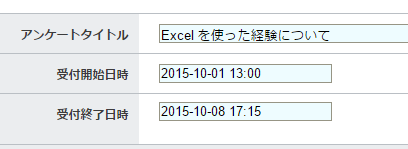 アンケートタイトル Excel を使った経験について
受付開始日時 2015-10-01 13:00
受付終了日時 2015-10-08 17:15